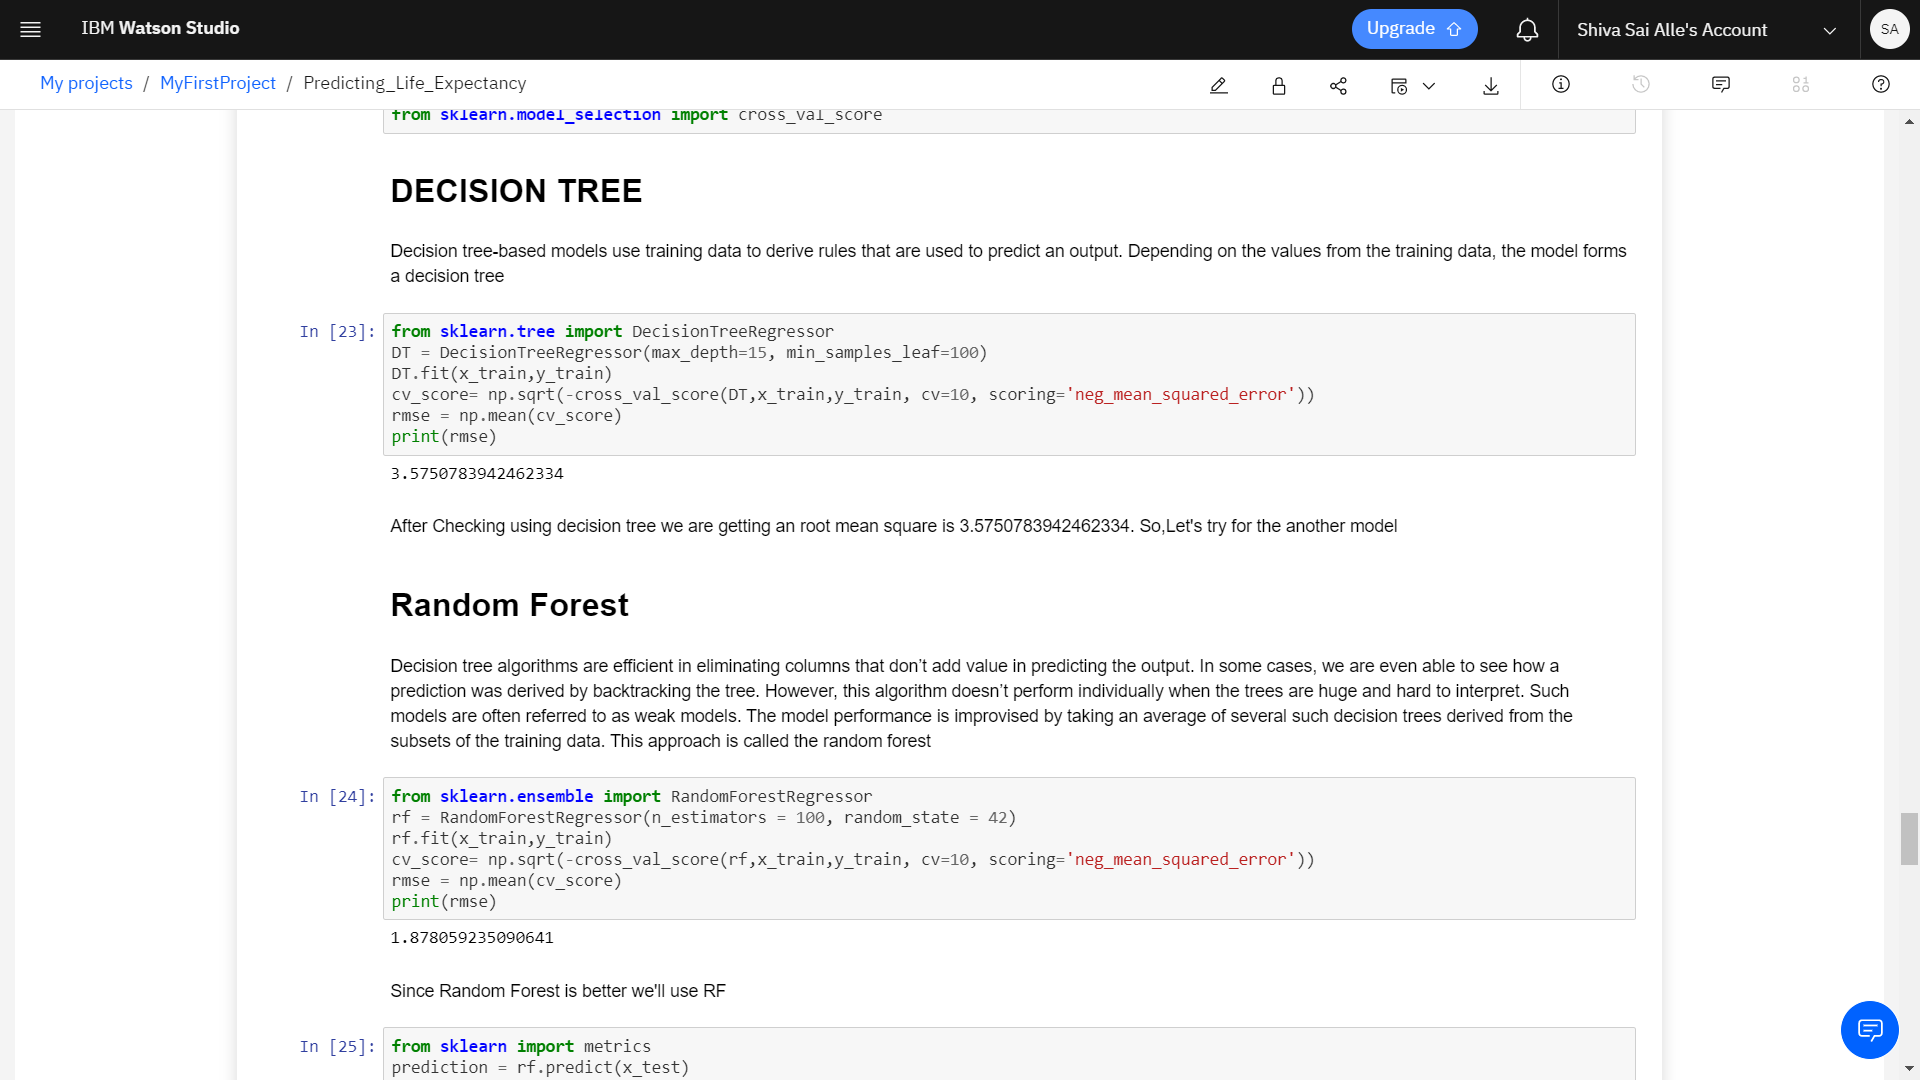 IBM Watson Studio
Upgrade
Shiva Sai Alle's Account
SA
My projects / MyFirstProject / Predicting_Life_Expectancy
from sklearn.model_selection import cross_val_score
DECISION TREE
Decision tree-based models use training data to derive rules that are used to predict an output. Depending on the values from the training data, the model forms
a decision tree
In [23]:
from sklearn.tree import DecisionTreeRegressor
DT = DecisionTreeRegressor(max_depth=15, min_samples_leaf=100)
DT.fit(x_train,y_train)
cv_score= np.sqrt(-cross_val_score(DT,x_train,y_train, cv=10, scoring='neg_mean_squared_error'))
rmse = np.mean(cv_score)
print(rmse)
3.5750783942462334
After Checking using decision tree we are getting an root mean square is 3.5750783942462334. So,Let's try for the another model
Random Forest
Decision tree algorithms are efficient in eliminating columns that don’t add value in predicting the output. In some cases, we are even able to see how a
prediction was derived by backtracking the tree. However, this algorithm doesn’t perform individually when the trees are huge and hard to interpret. Such
models are often referred to as weak models. The model performance is improvised by taking an average of several such decision trees derived from the
subsets of the training data. This approach is called the random forest
In [24]:
from sklearn.ensemble import RandomForestRegressor
rf = RandomForestRegressor(n_estimators = 100, random_state = 42)
rf.fit(x_train,y_train)
cv_score= np.sqrt(-cross_val_score(rf,x_train,y_train, cv=10, scoring='neg_mean_squared_error'))
rmse = np.mean(cv_score)
print(rmse)
1.878059235090641
Since Random Forest is better we'll use RF
In [25]:
from sklearn import metrics
prediction = rf.predict(x_test)